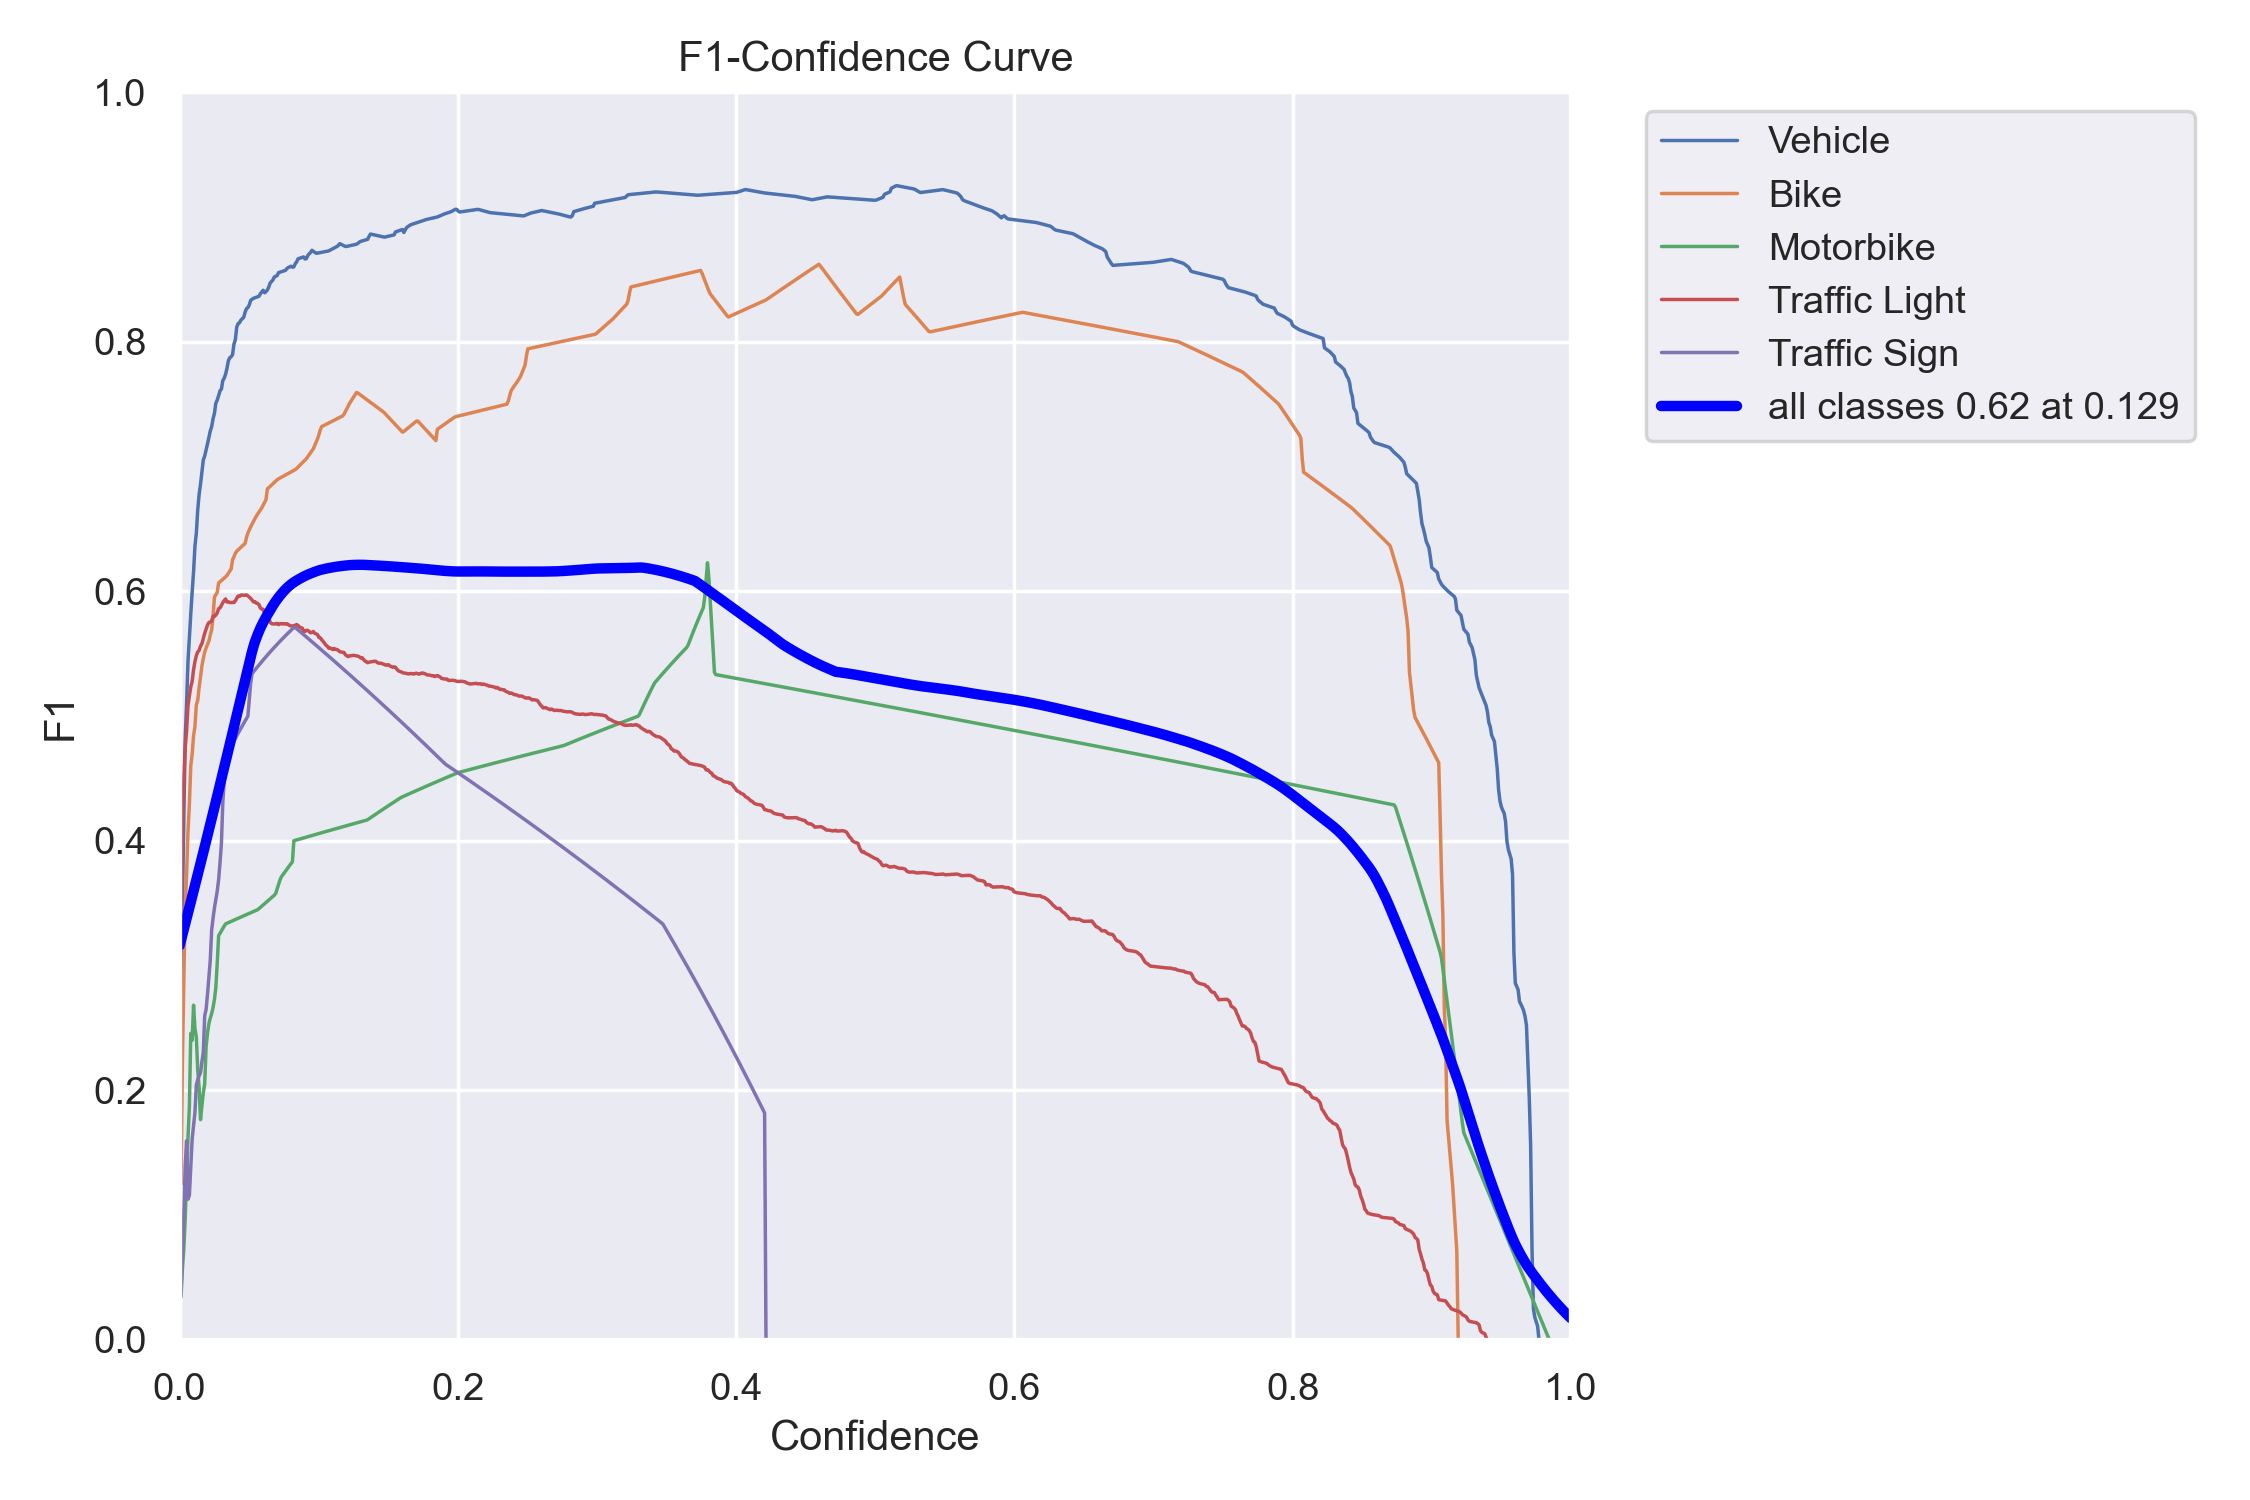 F1-Confidence Curve
1.0
0.8
0.6
0.4
0.2
0.0
F1
0.0 0.2 0.4 0.6 0.8 1.0
Confidence
Vehicle
Bike
Motorbike
Traffic Light
Traffic Sign
all classes 0.62 at 0.129